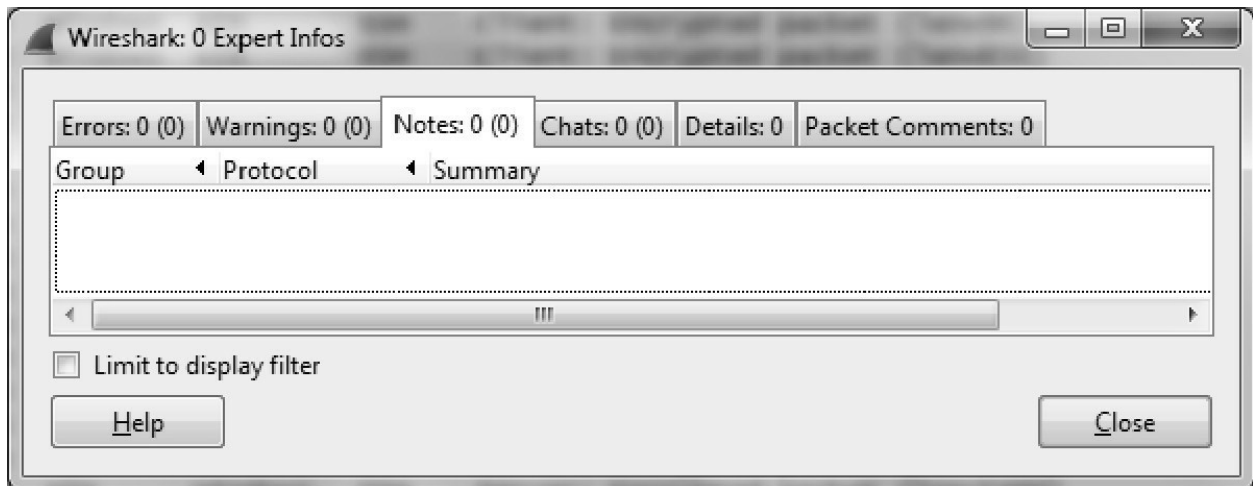 Wireshark: 0 Expert Infos
Errors: 0 (0) Warnings: 0 (0) Notes: 0 (0) Chats: 0 (0) Details: 0 Packet Comments: 0
Group Protocol Summary
Limit to display filter
Help Close